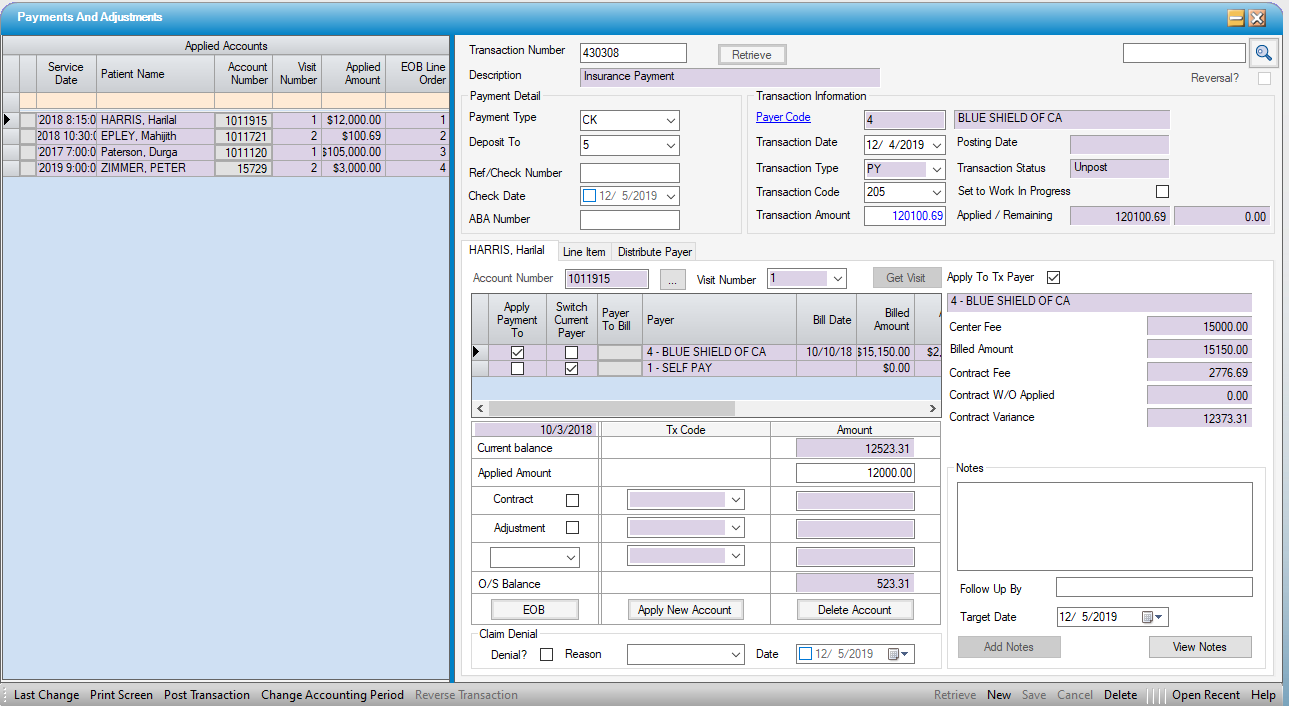 Payments And Adjustments
Applied Accounts
Service Date Patient Name Account Number Visit Number Applied Amount EOB Line Order
2018 8:15:0 HARRIS, Harilal 1011915 1 $12,000.00 1
2018 10:30:0 EPLEY, Mahijith 1011721 2 $100.69 2
2017 7:00:0 Paterson, Durga 1011120 1 $105,000.00 3
2019 9:00:0 ZIMMER, PETER 15729 2 $3,000.00 4
Transaction Number 430308 Retrieve
Reversal?
Description Insurance Payment
Payment Detail
Payment Type CK
Deposit To 5
Ref/Check Number
Check Date 12/ 5/2019
ABA Number
Transaction Information
Payer Code 4 BLUE SHIELD OF CA
Transaction Date 12/ 4/2019 Posting Date
Transaction Type PY Transaction Status Unpost
Transaction Code 205 Set to Work In Progress
Transaction Amount 120100.69 Applied / Remaining 120100.69 0.00
HARRIS, Harilal Line Item Distribute Payer
Account Number 1011915 ... Visit Number 1 Get Visit Apply To Tx Payer
Apply Payment To Switch Current Payer Payer To Bill Payer Bill Date Billed Amount
4 - BLUE SHIELD OF CA 10/10/18 $15,150.00 $2,
1 - SELF PAY $0.00
4 - BLUE SHIELD OF CA
Center Fee 15000.00
Billed Amount 15150.00
Contract Fee 2776.69
Contract W/O Applied 0.00
Contract Variance 12373.31
10/3/2018 Tx Code Amount
Current balance 12523.31
Applied Amount 12000.00
Contract
Adjustment
O/S Balance 523.31
EOB Apply New Account Delete Account
Claim Denial
Denial? Reason Date 12/ 5/2019
Notes
Follow Up By
Target Date 12/ 5/2019
Add Notes View Notes
Last Change Print Screen Post Transaction Change Accounting Period Reverse Transaction Retrieve New Save Cancel Delete Open Recent Help